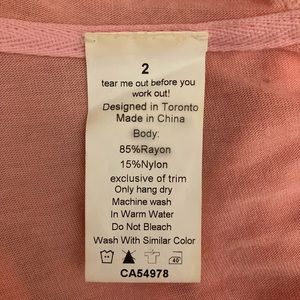 2
tear me out before you
work out!
Designed in Toronto
Made in China
Body:
85%Rayon
15%Nylon
exclusive of trim
Only hang dry
Machine wash
In Warm Water
Do Not Bleach
Wash With Similar Color
40°
CA54978